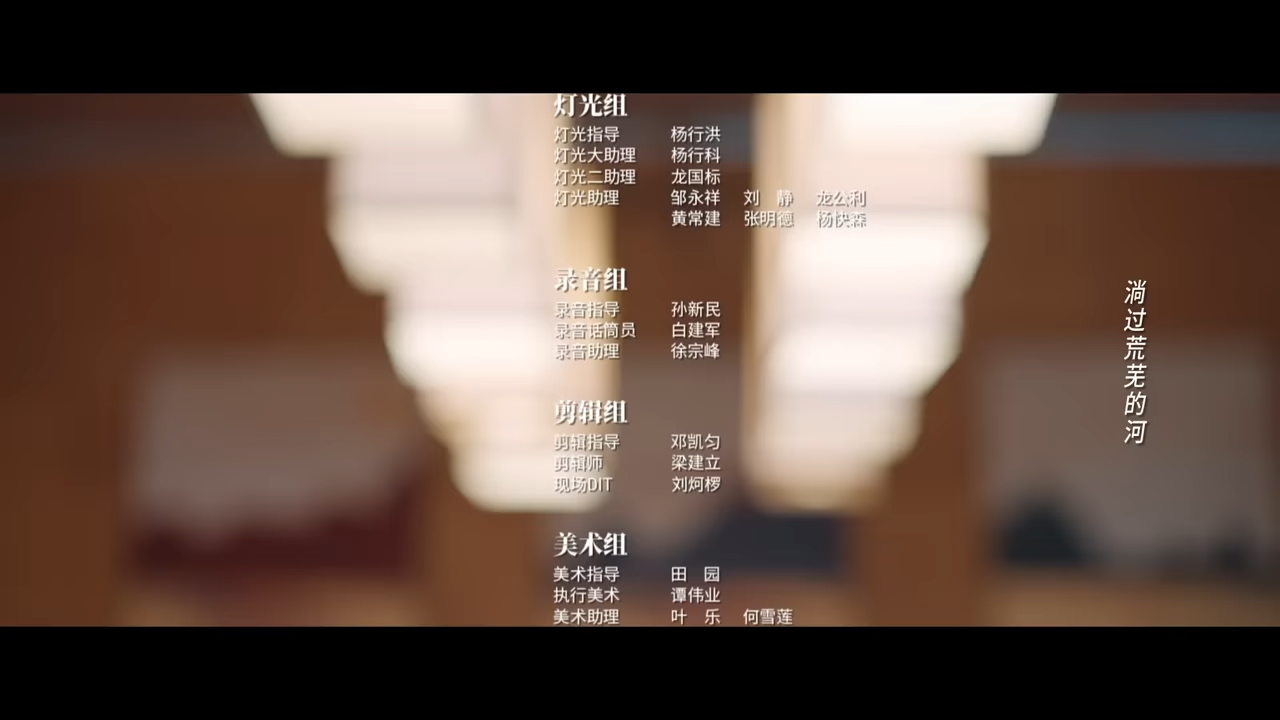 灯光组
灯光指导 杨行洪
灯光大助理 杨行科
灯光二助理 龙国标
灯光助理 邹永祥 刘 静 龙公利
黄常建 张明德 杨快森
录音组
录音指导 孙新民
录音话筒员 白建军
录音助理 徐宗峰
剪辑组
剪辑指导 邓凯匀
剪辑师 梁建立
现场DIT 刘炣椤
美术组
美术指导 田 园
执行美术 谭伟业
美术助理 叶 乐 何雪莲
淌过荒芜的河